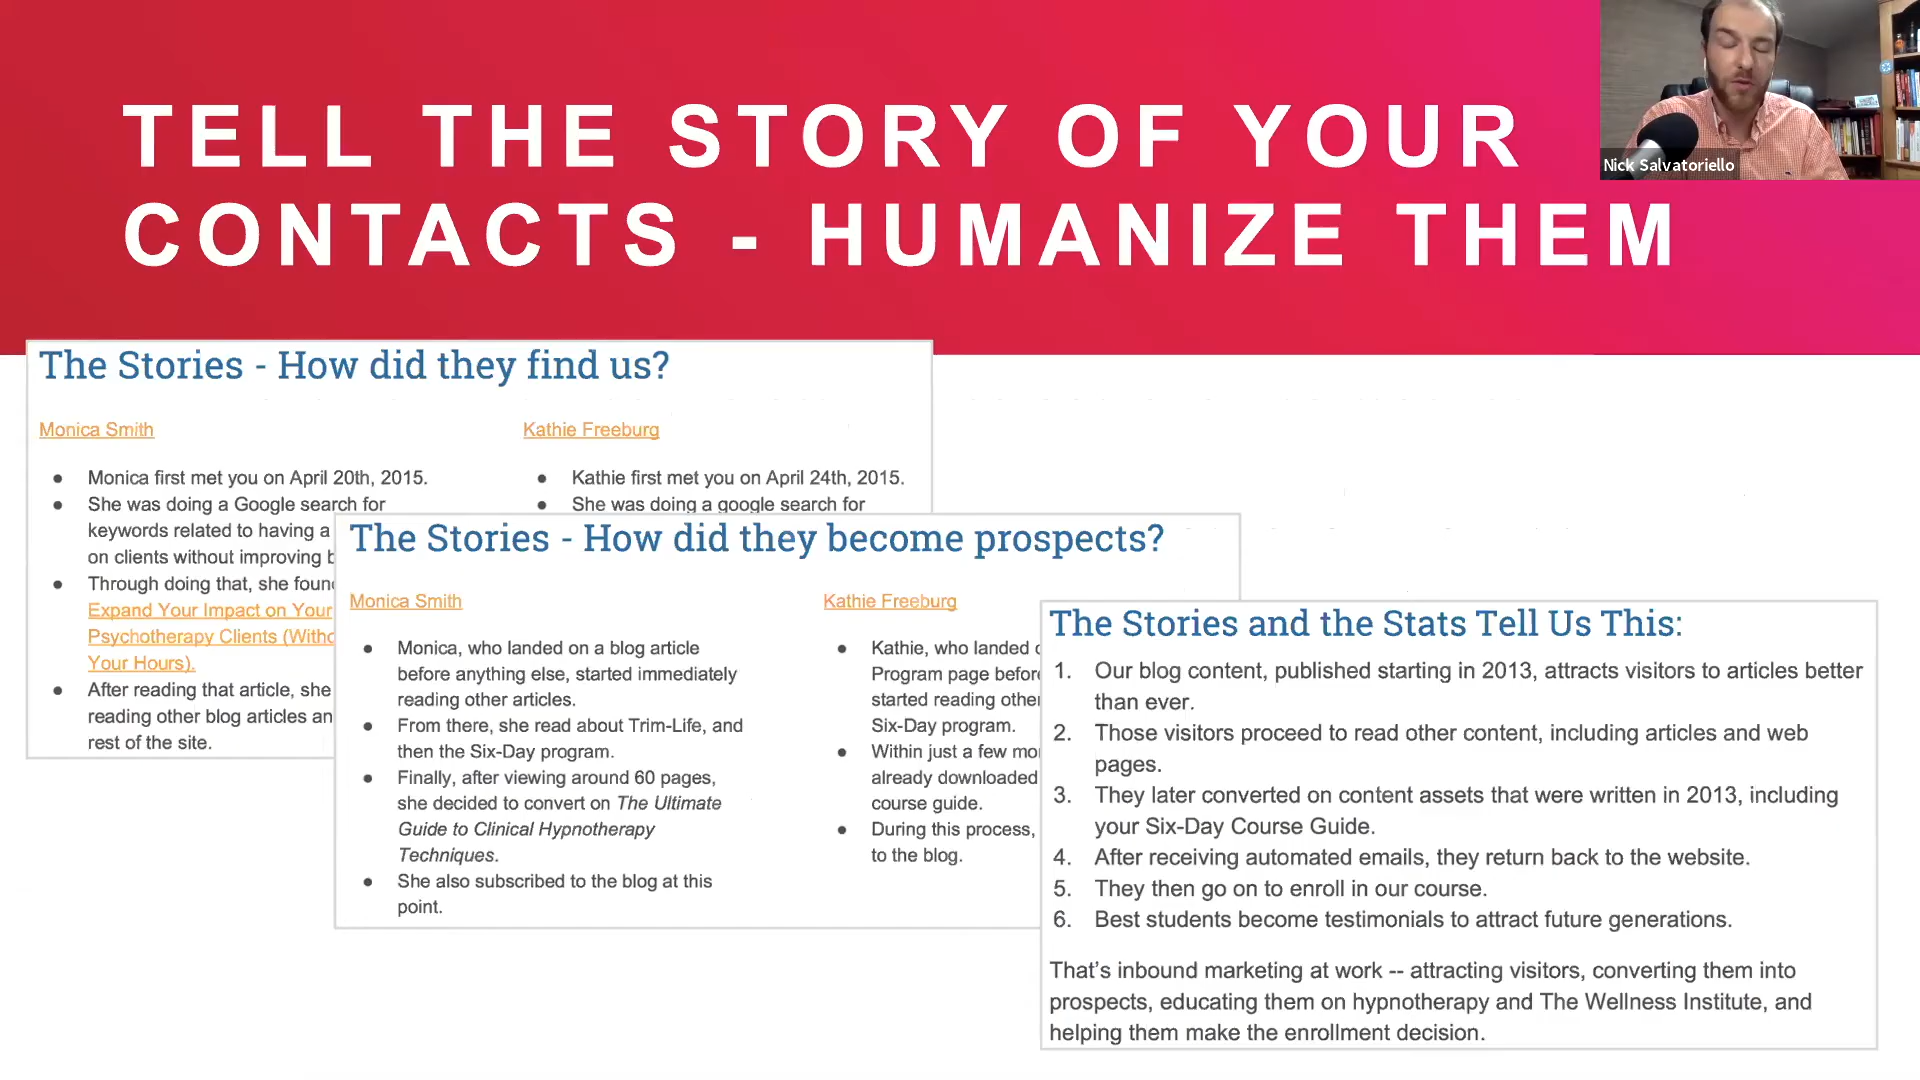 TELL THE STORY OF YOUR
CONTACTS - HUMANIZE THEM
Nick Salvatoriello
The Stories - How did they find us?
Monica Smith
● Monica first met you on April 20th, 2015.
● She was doing a Google search for
keywords related to having a
on clients without improving
● Through doing that, she
Expand Your Impact on Your
Psychotherapy Clients
Your Hours).
● After reading that article, she
reading other blog articles
rest of the site.
Kathie Freeburg
● Kathie first met you on April 24th, 2015.
● She was doing a google search for
The Stories - How did they become prospects?
Monica Smith
● Monica, who landed on a blog article
before anything else, started immediately
reading other articles.
● From there, she read about Trim-Life, and
then the Six-Day program.
● Finally, after viewing around 60 pages,
she decided to convert on The Ultimate
Guide to Clinical Hypnotherapy
Techniques.
● She also subscribed to the blog at this
point.
Kathie Freeburg
● Kathie, who landed
Program page
started reading
Six-Day program.
● Within just a few
already downloaded
course guide.
● During this process,
to the blog.
The Stories and the Stats Tell Us This:
1. Our blog content, published starting in 2013, attracts visitors to articles better
than ever.
2. Those visitors proceed to read other content, including articles and web
pages.
3. They later converted on content assets that were written in 2013, including
your Six-Day Course Guide.
4. After receiving automated emails, they return back to the website.
5. They then go on to enroll in our course.
6. Best students become testimonials to attract future generations.
That's inbound marketing at work -- attracting visitors, converting them into
prospects, educating them on hypnotherapy and The Wellness Institute, and
helping them make the enrollment decision.